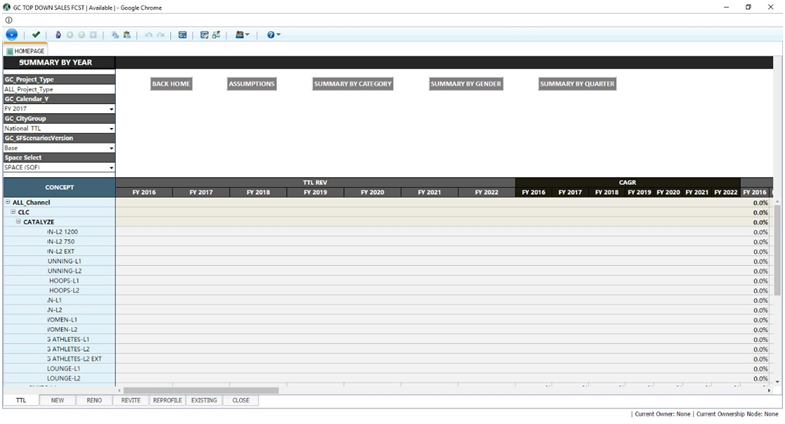 GC TOP DOWN SALES FCST | Available | - Google Chrome
HOMEPAGE
SUMMARY BY YEAR
GC_Project_Type
ALL_Project_Type
GC_Calendar_Y
FY 2017
GC_CityGroup
National_TTL
GC_SFScenariosVersion
Base
Space Select
SPACE (SOF)
BACK HOME ASSUMPTIONS SUMMARY BY CATEGORY SUMMARY BY GENDER SUMMARY BY QUARTER
CONCEPT TTL REV CAGR
FY 2016 FY 2017 FY 2018 FY 2019 FY 2020 FY 2021 FY 2022 FY 2016 FY 2017 FY 2018 FY 2019 FY 2020 FY 2021 FY 2022 FY 2016
ALL_Channel 0.0%
CLC 0.0%
CATALYZE 0.0%
N-L2 1200 0.0%
N-L2 750 0.0%
N-L2 EXT 0.0%
UNNING-L1 0.0%
UNNING-L2 0.0%
HOOPS-L1 0.0%
HOOPS-L2 0.0%
N-L1 0.0%
N-L2 0.0%
WOMEN-L1 0.0%
WOMEN-L2 0.0%
G ATHLETES-L1 0.0%
G ATHLETES-L2 0.0%
G ATHLETES-L2 EXT 0.0%
LOUNGE-L1 0.0%
LOUNGE-L2 0.0%
TTL NEW RENO REVITE REPROFILE EXISTING CLOSE
| Current Owner: None | Current Ownership Node: None